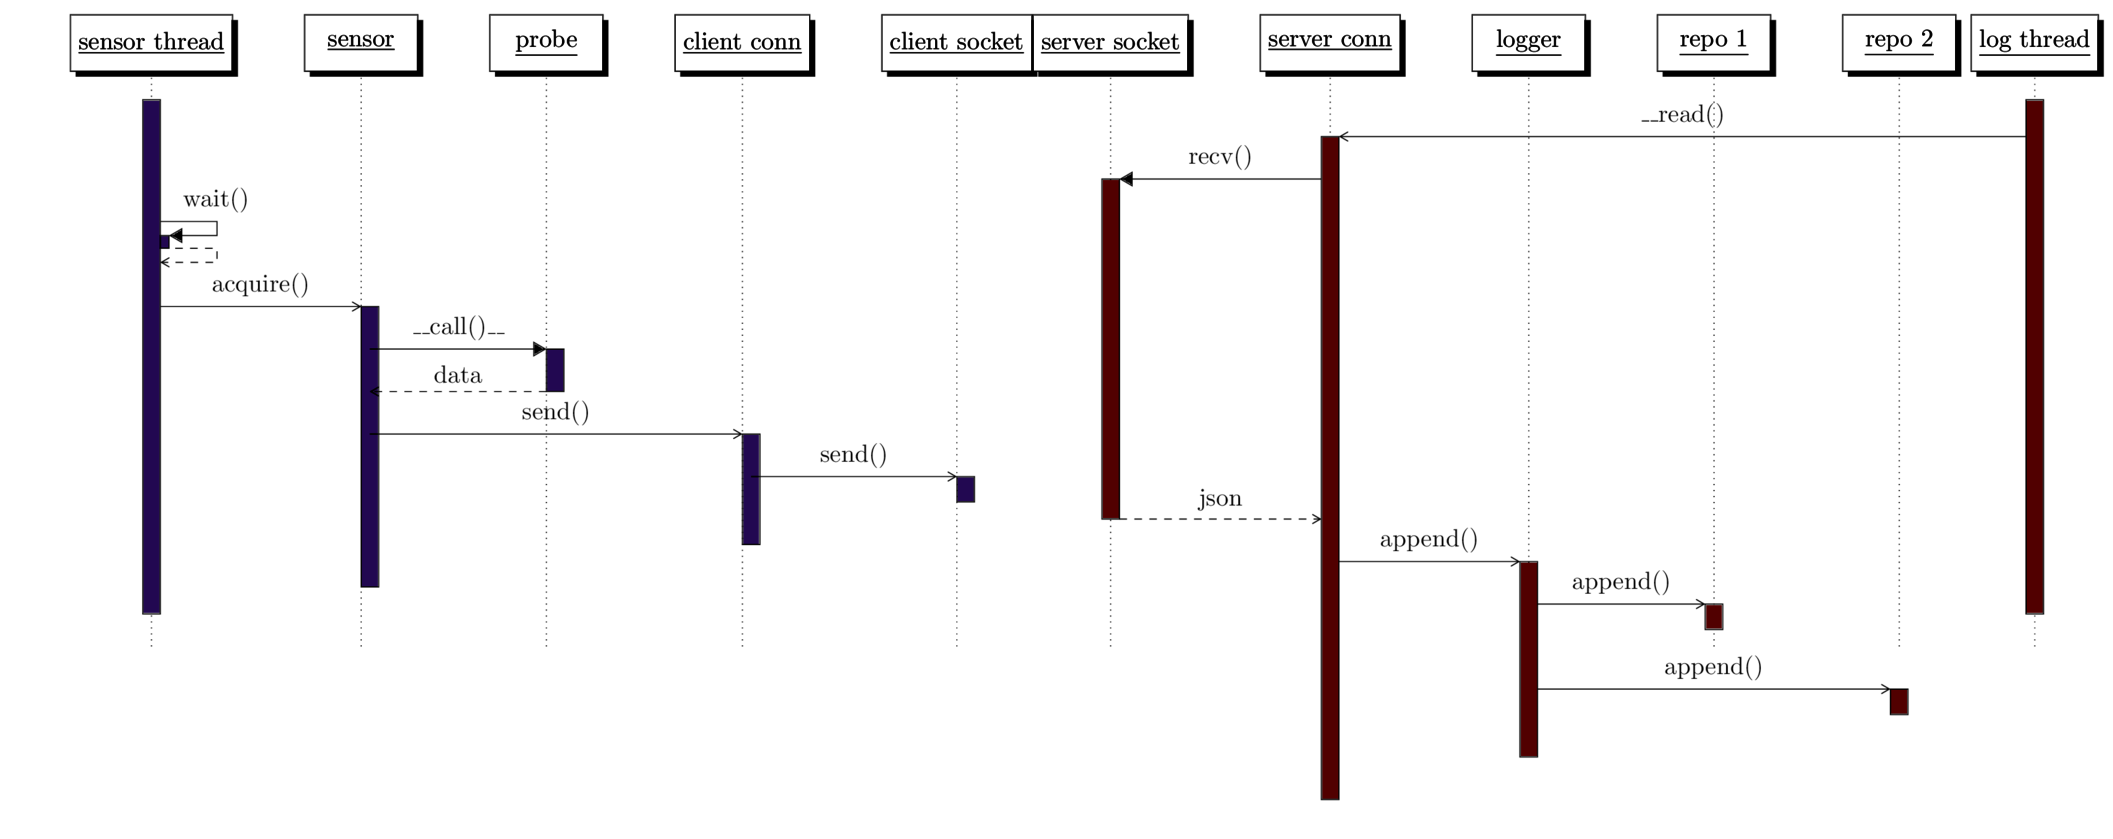 sensor thread
sensor
probe
client conn
client socket
server socket
server conn
logger
repo 1
repo 2
log thread
__read()
recv()
wait()
acquire()
__call()__
data
send()
send()
json
append()
append()
append()